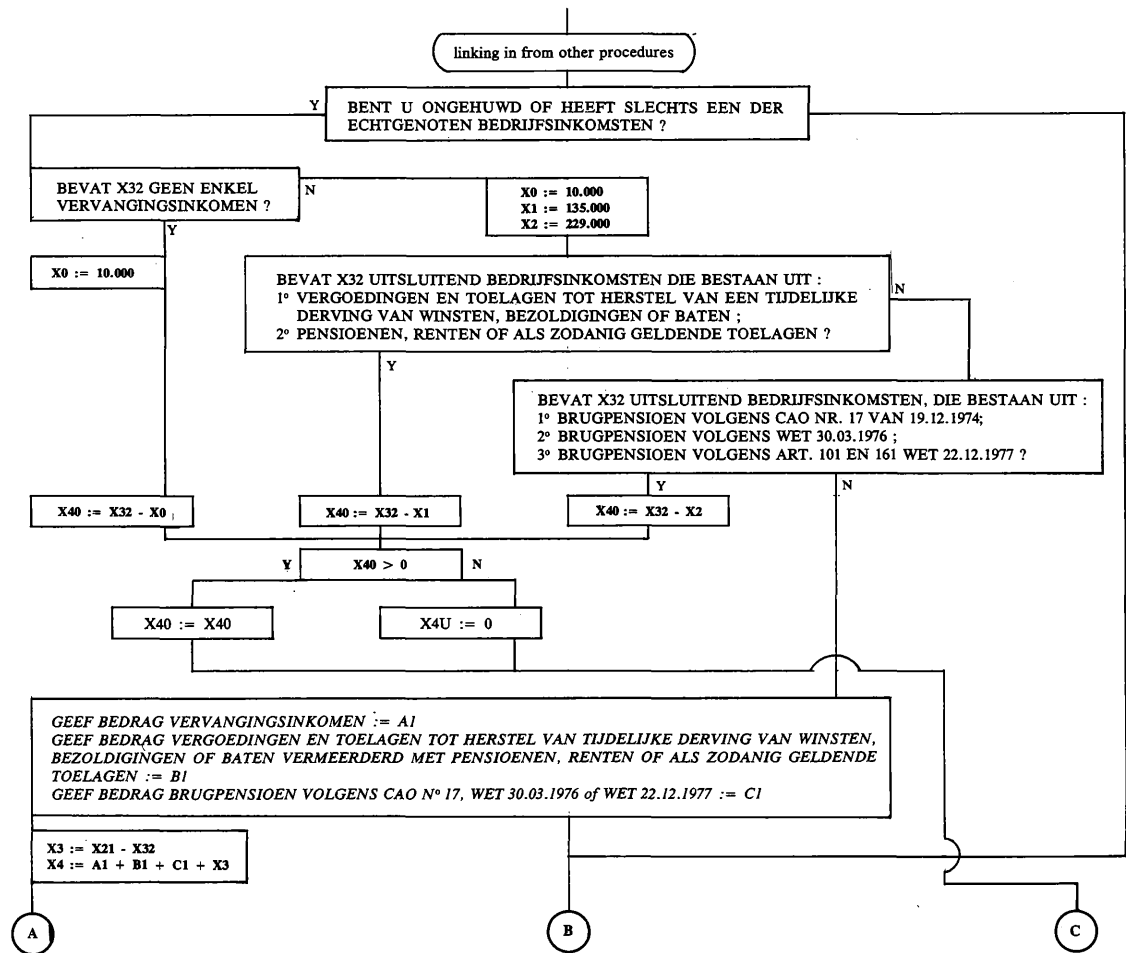 linking in from other procedures
Y
BENT U ONGEHUWD OF HEEFT SLECHTS EEN DER
ECHTGENOTEN BEDRIJFSINKOMSTEN ?
BEVAT X32 GEEN ENKEL
VERVANGINGSINKOMEN ?
N
Y
X0 := 10.000
X1 := 135.000
X2 := 229.000
X0 := 10.000
BEVAT X32 UITSLUITEND BEDRIJFSINKOMSTEN DIE BESTAAN UIT :
1º VERGOEDINGEN EN TOELAGEN TOT HERSTEL VAN EEN TIJDELIJKE
DERVING VAN WINSTEN, BEZOLDIGINGEN OF BATEN ;
2º PENSIOENEN, RENTEN OF ALS ZODANIG GELDENDE TOELAGEN ?
N
Y
BEVAT X32 UITSLUITEND BEDRIJFSINKOMSTEN, DIE BESTAAN UIT :
1º BRUGPENSIOEN VOLGENS CAO NR. 17 VAN 19.12.1974;
2º BRUGPENSIOEN VOLGENS WET 30.03.1976 ;
3º BRUGPENSIOEN VOLGENS ART. 101 EN 161 WET 22.12.1977 ?
Y
N
X40 := X32 - X0
X40 := X32 - X1
X40 := X32 - X2
Y
X40 > 0
N
X40 := X40
X4U := 0
GEEF BEDRAG VERVANGINGSINKOMEN := A1
GEEF BEDRAG VERGOEDINGEN EN TOELAGEN TOT HERSTEL VAN TIJDELIJKE DERVING VAN WINSTEN,
BEZOLDIGINGEN OF BATEN VERMEERDERD MET PENSIOENEN, RENTEN OF ALS ZODANIG GELDENDE
TOELAGEN := B1
GEEF BEDRAG BRUGPENSIOEN VOLGENS CAO Nº 17, WET 30.03.1976 of WET 22.12.1977 := C1
X3 := X21 - X32
X4 := A1 + B1 + C1 + X3
A
B
C